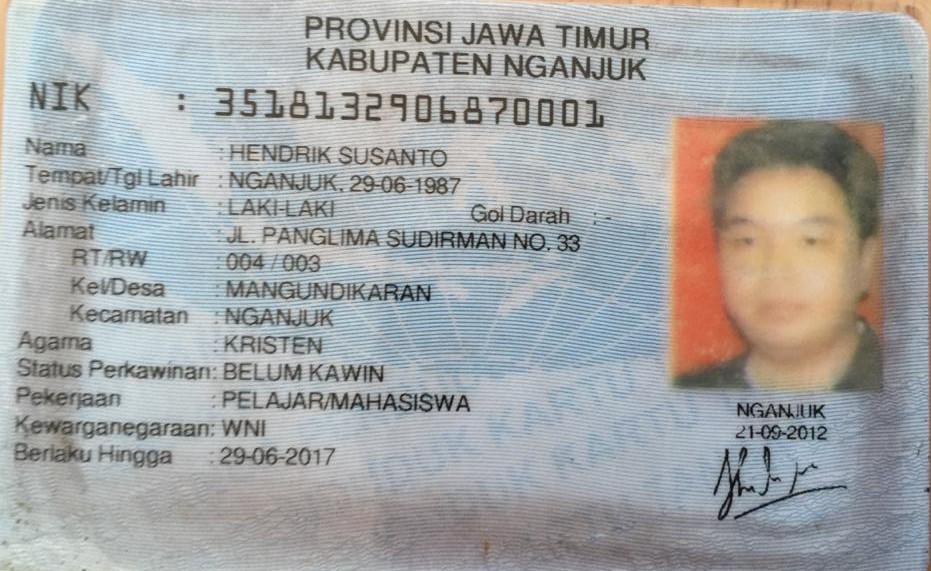 PROVINSI JAWA TIMUR
KABUPATEN NGANJUK
NIK : 3518132906870001
Nama : HENDRIK SUSANTO
Tempat/Tgl Lahir : NGANJUK, 29-06-1987
Jenis Kelamin : LAKI-LAKI Gol Darah : -
Alamat : JL. PANGLIMA SUDIRMAN NO. 33
RT/RW : 004 / 003
Kel/Desa : MANGUNDIKARAN
Kecamatan : NGANJUK
Agama : KRISTEN
Status Perkawinan: BELUM KAWIN
Pekerjaan : PELAJAR/MAHASISWA
Kewarganegaraan: WNI
Berlaku Hingga : 29-06-2017
NGANJUK
21-09-2012